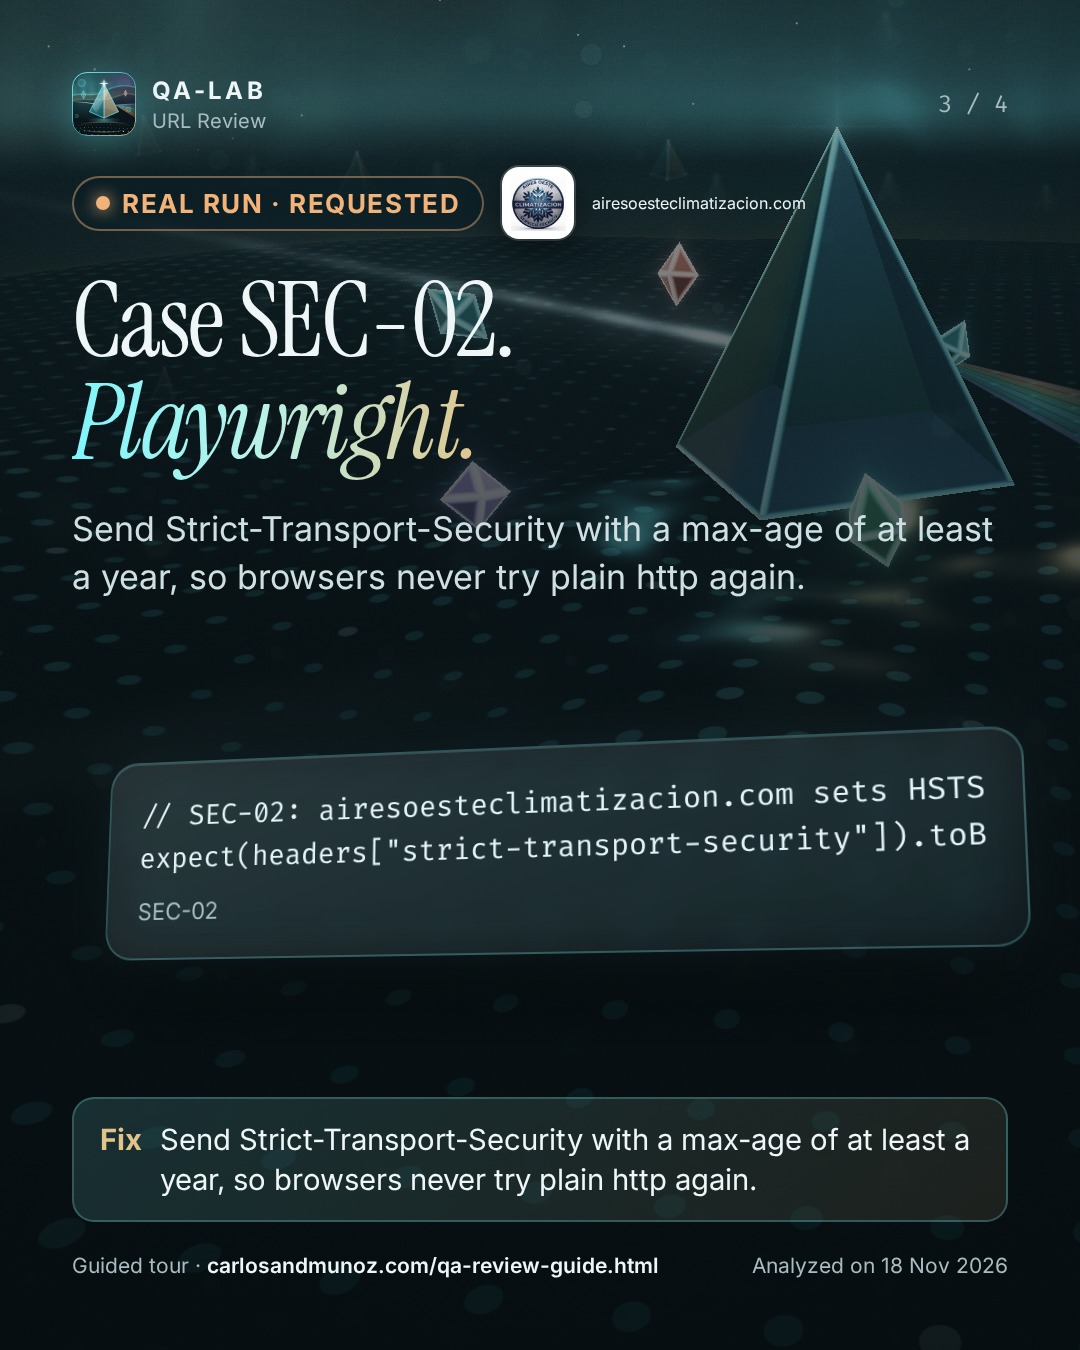 QA-LAB
URL Review
3 / 4
REAL RUN · REQUESTED
AIRES OESTE
CLIMATIZACION
airesoesteclimatizacion.com
Case SEC-02.
Playwright.
Send Strict-Transport-Security with a max-age of at least
a year, so browsers never try plain http again.
// SEC-02: airesoesteclimatizacion.com sets HSTS
expect(headers["strict-transport-security"]).toB
SEC-02
Fix Send Strict-Transport-Security with a max-age of at least a
year, so browsers never try plain http again.
Guided tour · carlosandmunoz.com/qa-review-guide.html
Analyzed on 18 Nov 2026